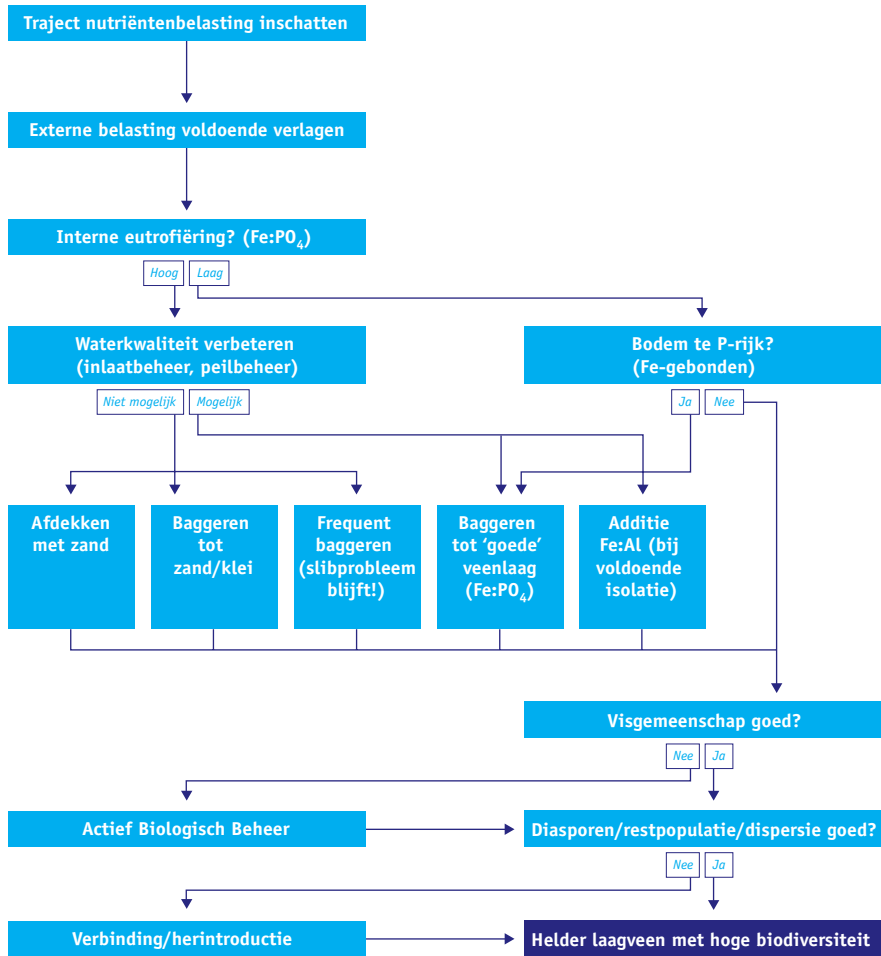 Traject nutriëntenbelasting inschatten
Externe belasting voldoende verlagen
Interne eutrofiëring? (Fe:PO₄)
Hoog
Laag
Waterkwaliteit verbeteren
(inlaatbeheer, peilbeheer)
Bodem te P-rijk?
(Fe-gebonden)
Niet mogelijk
Mogelijk
Ja
Nee
Afdekken
met zand
Baggeren
tot
zand/klei
Frequent
baggeren
(slibprobleem
blijft!)
Baggeren
tot ‘goede’
veenlaag
(Fe:PO₄)
Additie
Fe:Al (bij
voldoende
isolatie)
Visgemeenschap goed?
Nee
Ja
Actief Biologisch Beheer
Diasporen/restpopulatie/dispersie goed?
Nee
Ja
Verbinding/herintroductie
Helder laagveen met hoge biodiversiteit